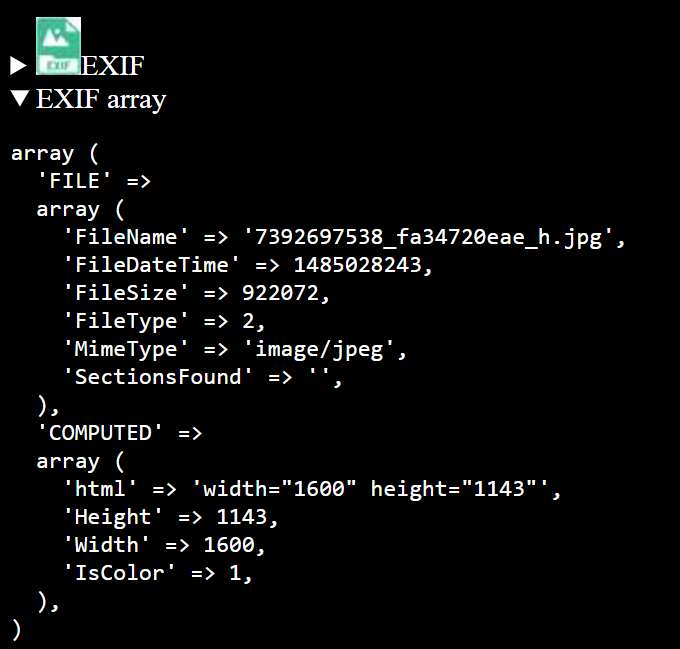 EXIF EXIF
EXIF array
array (
  'FILE' =>
  array (
    'FileName' => '7392697538_fa34720eae_h.jpg',
    'FileDateTime' => 1485028243,
    'FileSize' => 922072,
    'FileType' => 2,
    'MimeType' => 'image/jpeg',
    'SectionsFound' => '',
  ),
  'COMPUTED' =>
  array (
    'html' => 'width="1600" height="1143"',
    'Height' => 1143,
    'Width' => 1600,
    'IsColor' => 1,
  ),
)